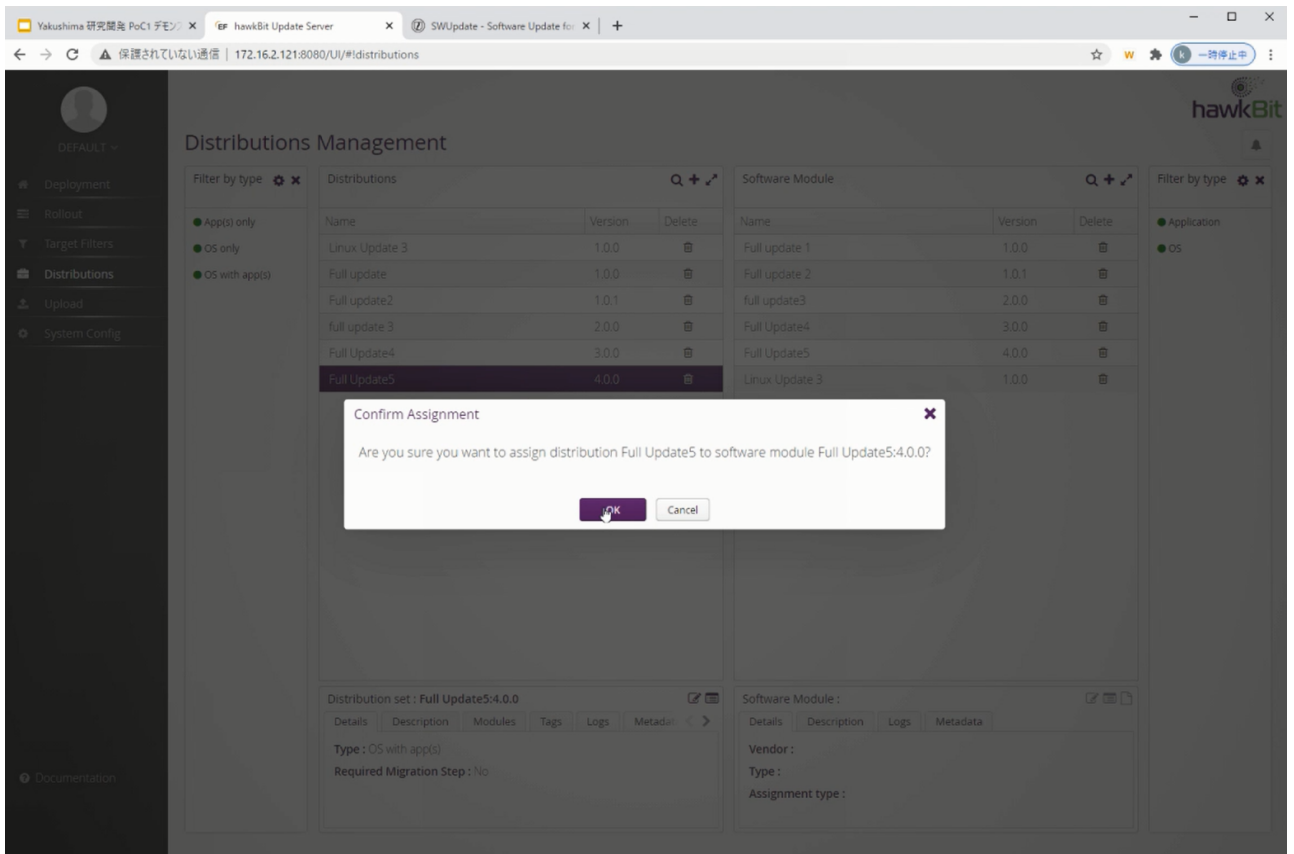 Yakushima 研究開発 PoC1 デモン
hawkBit Update Server
SWUpdate - Software Update for
保護されていない通信 | 172.16.2.121:8080/UI/#!distributions
W
k 一時停止中
hawkBit
DEFAULT
Deployment
Rollout
Target Filters
Distributions
Upload
System Config
Documentation
Distributions Management
Filter by type
App(s) only
OS only
OS with app(s)
Distributions
Name Version Delete
Linux Update 3 1.0.0
Full update 1.0.0
Full update2 1.0.1
full update 3 2.0.0
Full Update4 3.0.0
Full Update5 4.0.0
Software Module
Name Version Delete
Full update 1 1.0.0
Full update 2 1.0.1
full update3 2.0.0
Full Update4 3.0.0
Full Update5 4.0.0
Linux Update 3 1.0.0
Filter by type
Application
OS
Confirm Assignment
Are you sure you want to assign distribution Full Update5 to software module Full Update5:4.0.0?
OK Cancel
Distribution set : Full Update5:4.0.0
Details Description Modules Tags Logs Metadat
Type : OS with app(s)
Required Migration Step : No
Software Module :
Details Description Logs Metadata
Vendor :
Type :
Assignment type :